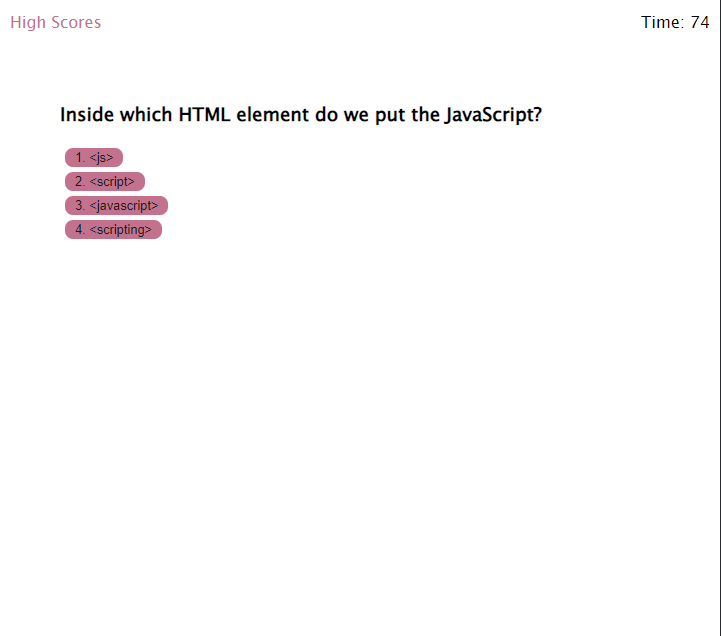 High Scores
Time: 74
Inside which HTML element do we put the JavaScript?
1. <js>
2. <script>
3. <javascript>
4. <scripting>